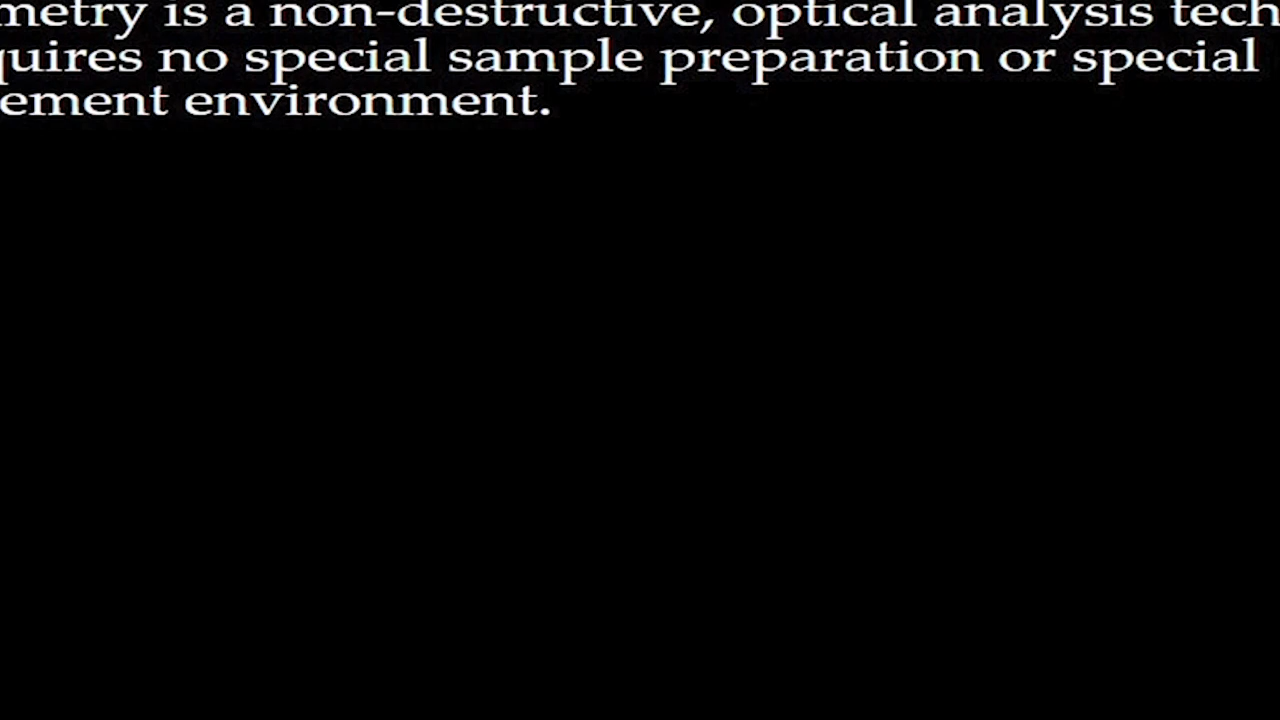 metry is a non-destructive, optical analysis tech
quires no special sample preparation or special
ement environment.